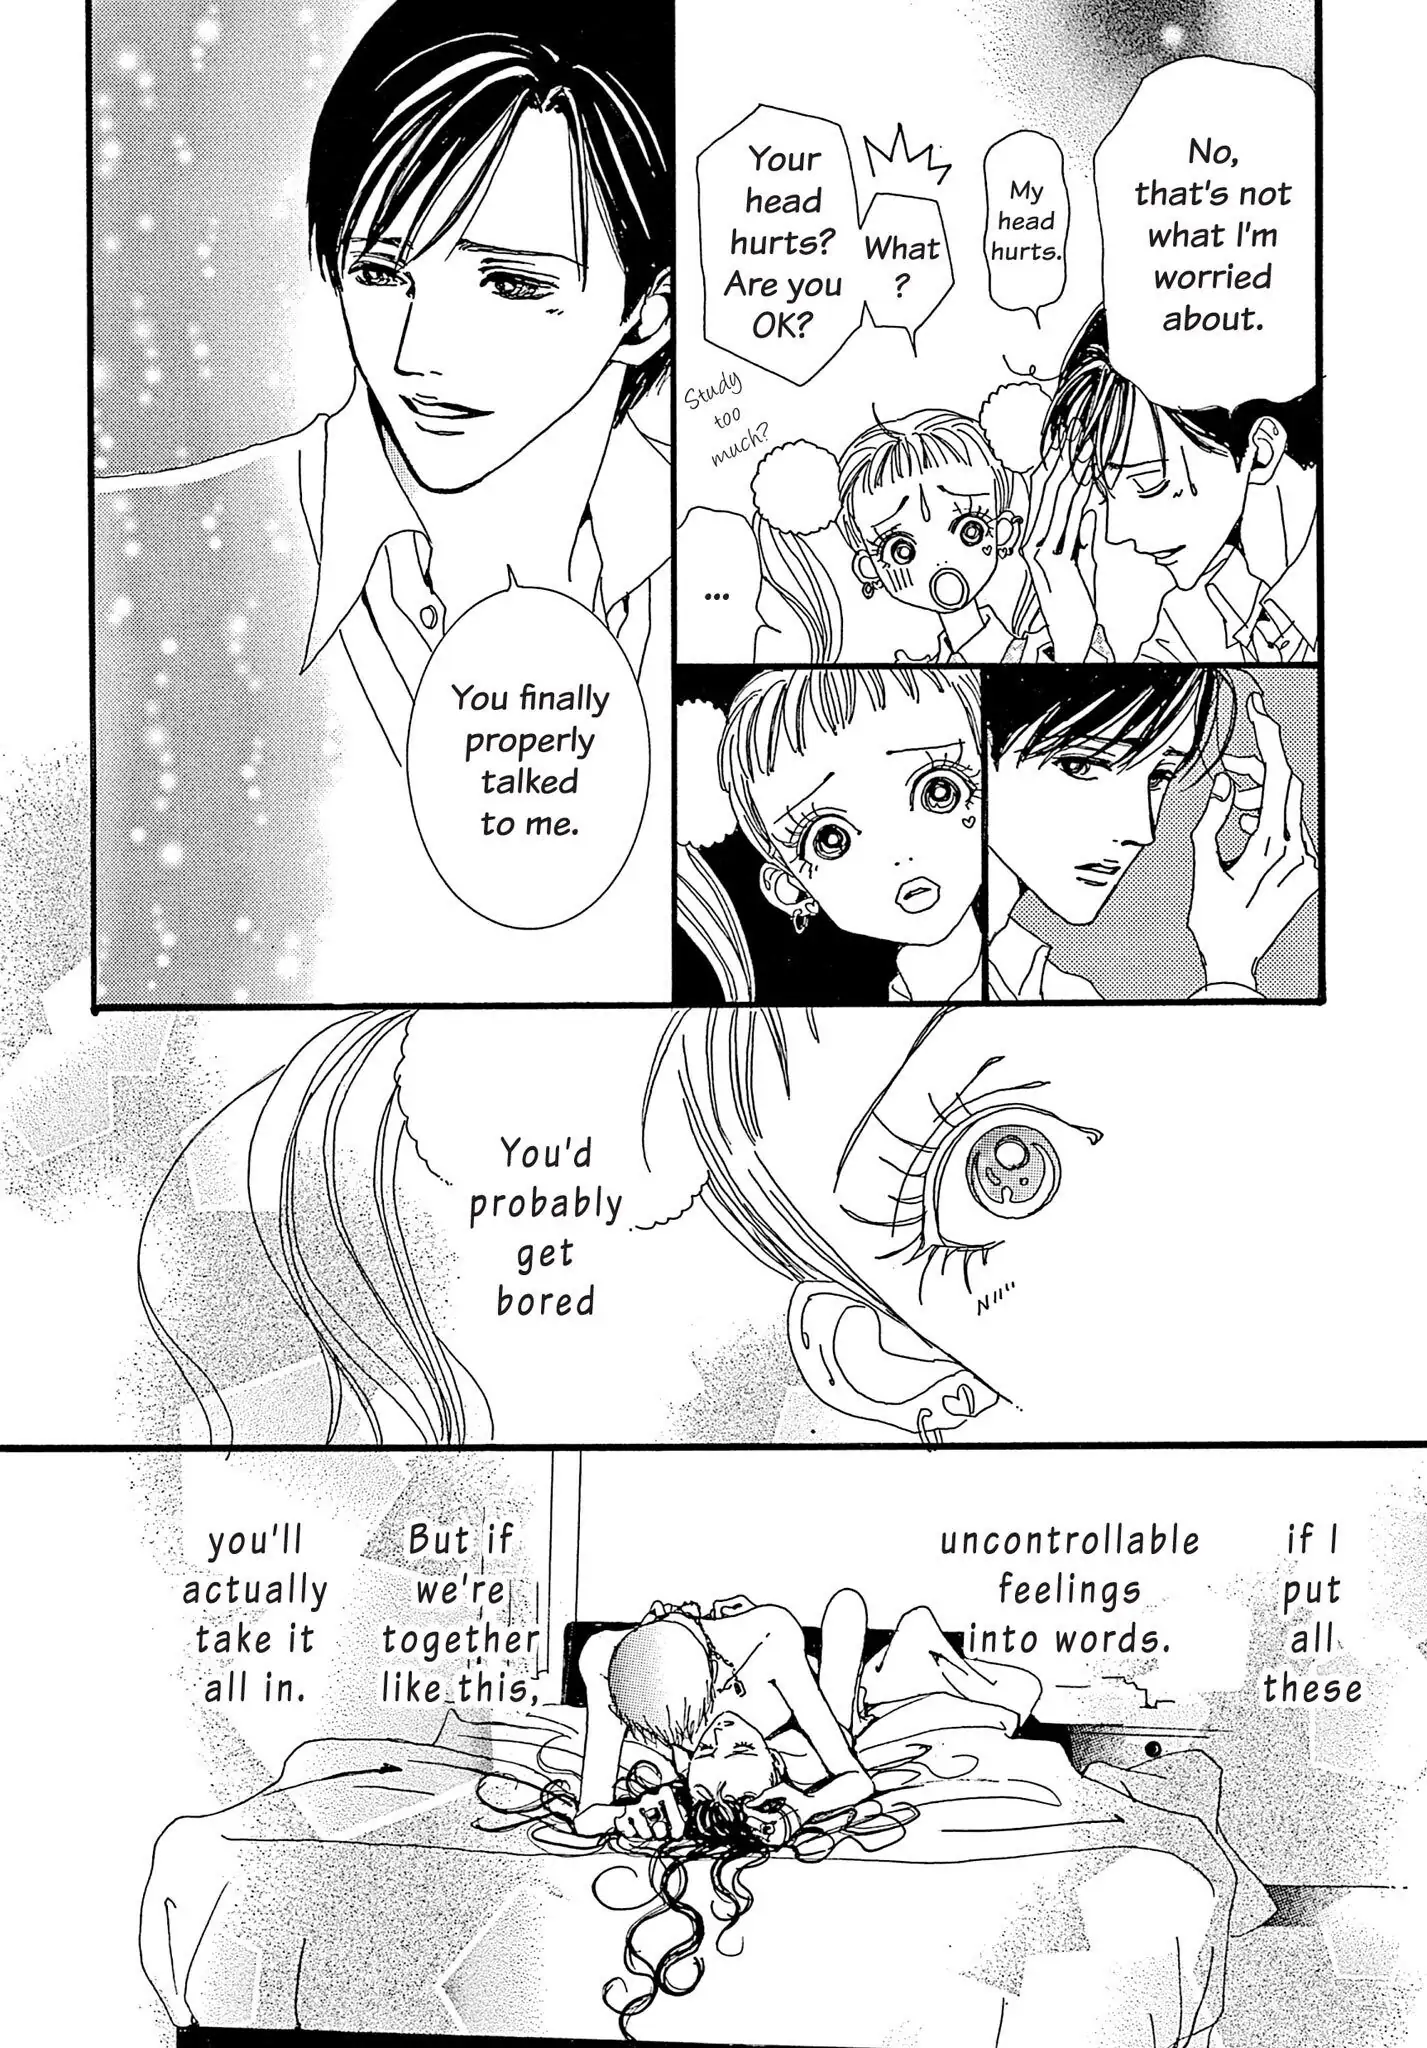 No,
that's not
what I'm
worried
about.
My
head
hurts.
What
?
Your
head
hurts?
Are you
OK?
Study
too
much?
...
You finally
properly
talked
to me.
You'd
probably
get
bored
if I
put
all
these
uncontrollable
feelings
into words.
But if
we're
together
like this,
you'll
actually
take it
all in.